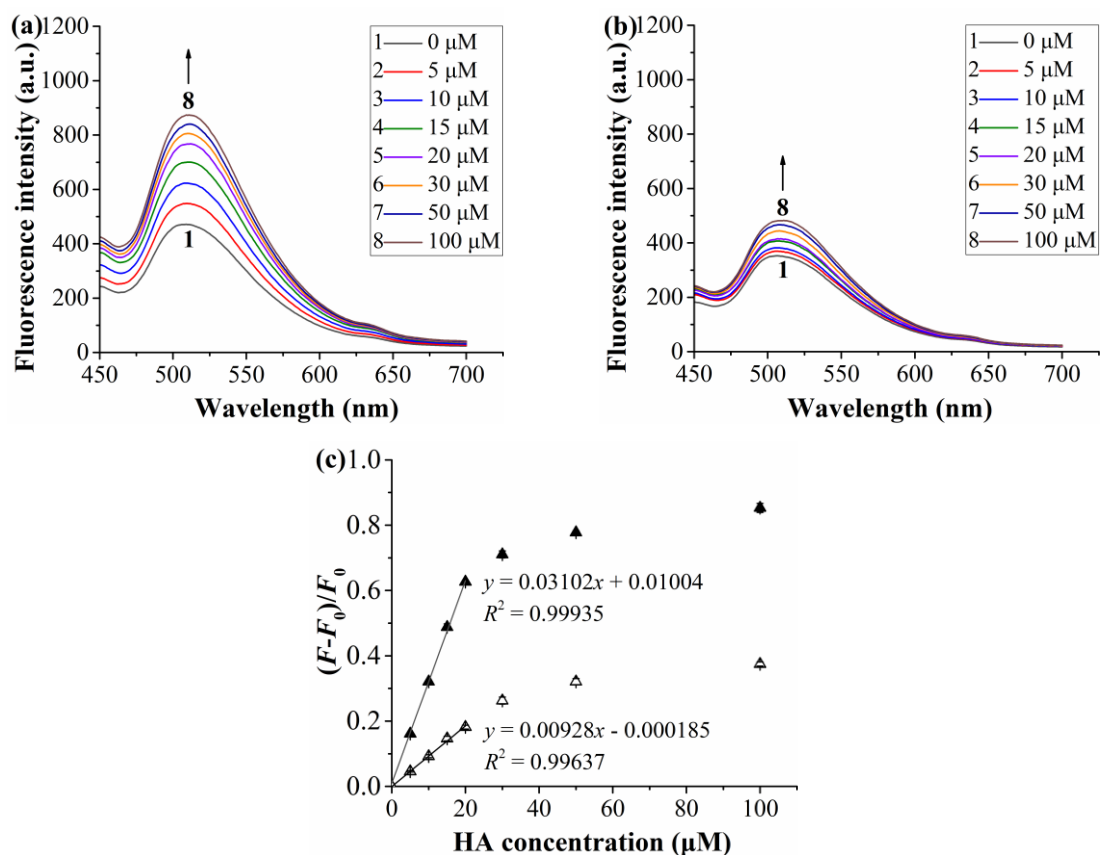 (a)
1200
1000
800
600
400
200
0
Fluorescence intensity (a.u.)
450 500 550 600 650 700
Wavelength (nm)
8
1
1 0 μM
2 5 μM
3 10 μM
4 15 μM
5 20 μM
6 30 μM
7 50 μM
8 100 μM
(b)
1200
1000
800
600
400
200
0
Fluorescence intensity (a.u.)
450 500 550 600 650 700
Wavelength (nm)
8
1
1 0 μM
2 5 μM
3 10 μM
4 15 μM
5 20 μM
6 30 μM
7 50 μM
8 100 μM
(c)
1.0
0.8
0.6
0.4
0.2
0.0
(F-F₀)/F₀
y = 0.03102x + 0.01004
R² = 0.99935
y = 0.00928x - 0.000185
R² = 0.99637
0 20 40 60 80 100
HA concentration (μM)